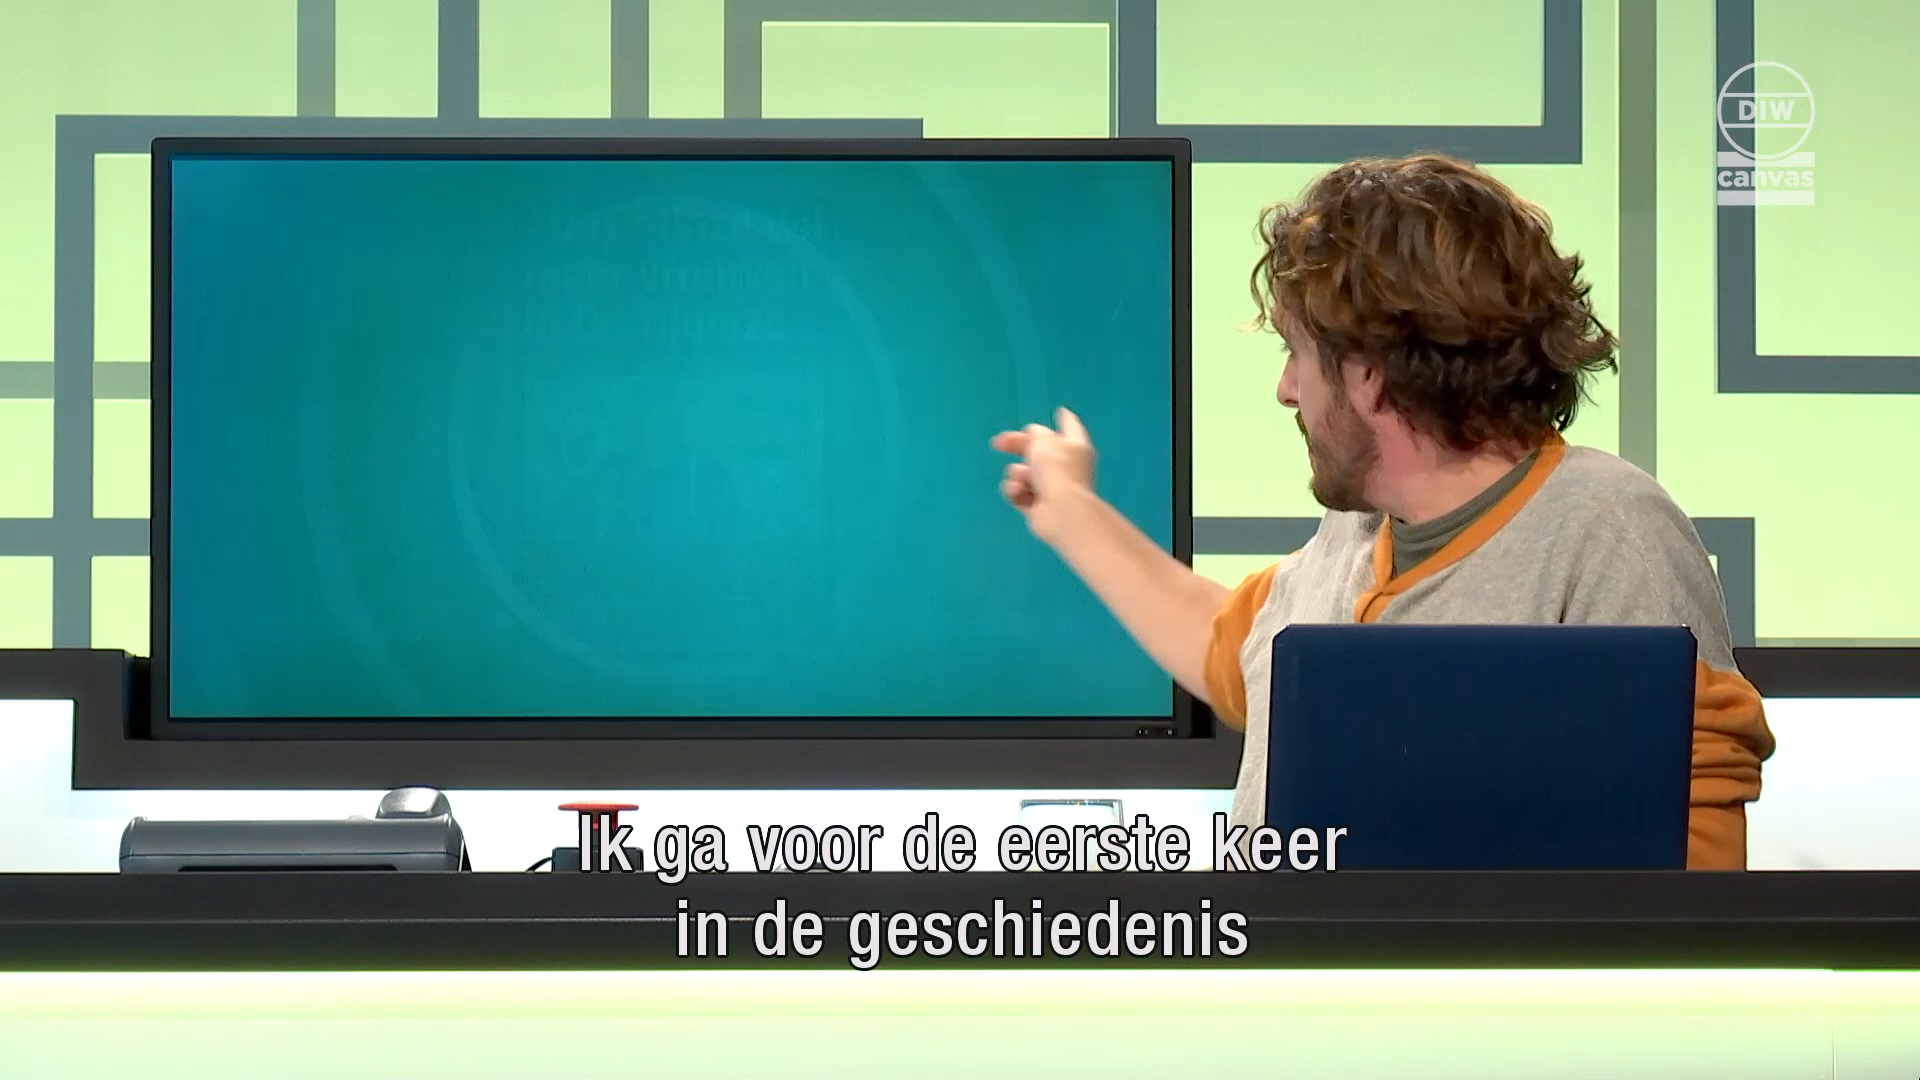 DIW
canvas
Ik ga voor de eerste keer
in de geschiedenis